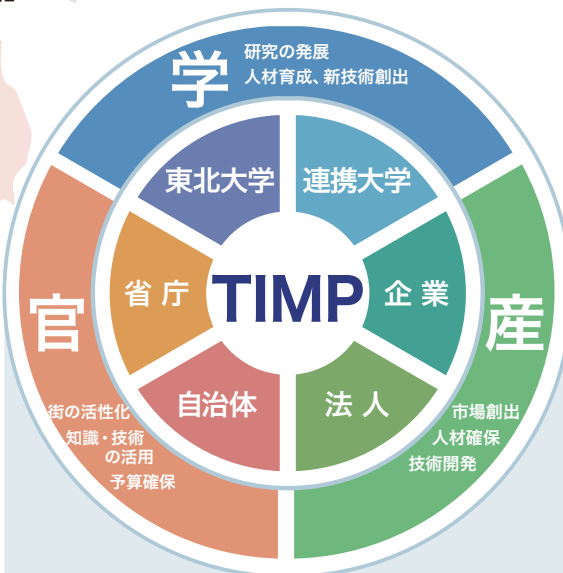 学
研究の発展
人材育成、新技術創出
東北大学
連携大学
省庁
TIMP
企業
官
産
自治体
法人
街の活性化
知識・技術
の活用
予算確保
市場創出
人材確保
技術開発